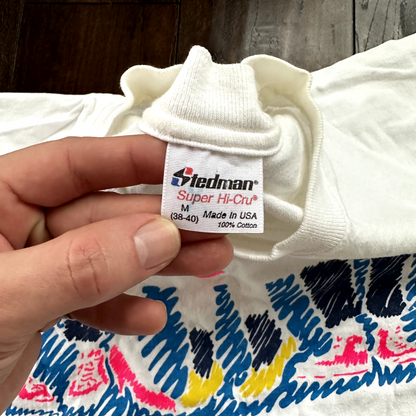 Stedman®
Super Hi-Cru®
M
(38-40)
Made In USA
100% Cotton